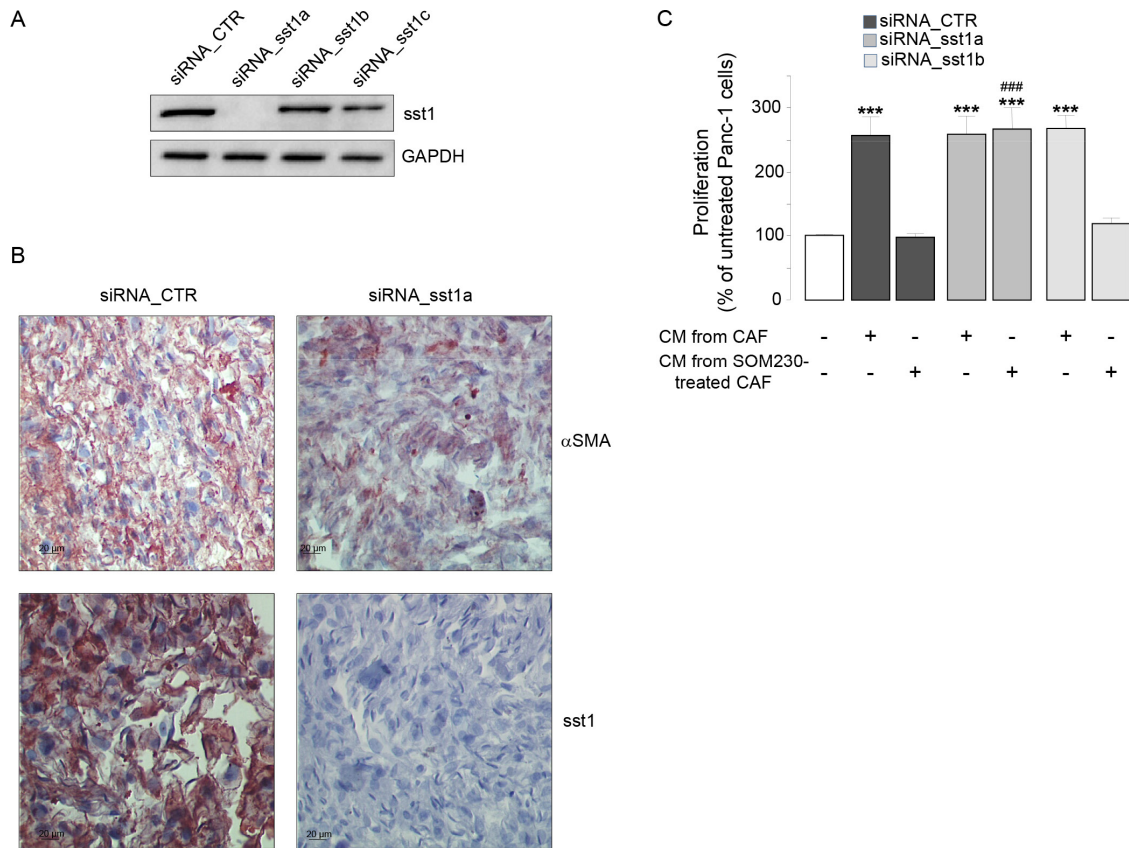 A
siRNA_CTR
siRNA_sst1a
siRNA_sst1b
siRNA_sst1c
sst1
GAPDH
B
siRNA_CTR
siRNA_sst1a
20 µm
20 µm
αSMA
20 µm
20 µm
sst1
C
siRNA_CTR
siRNA_sst1a
siRNA_sst1b
Proliferation
(% of untreated Panc-1 cells)
300
200
100
0
***
***
###
***
***
CM from CAF
- + - + - + -
CM from SOM230-
treated CAF
- - + - + - +